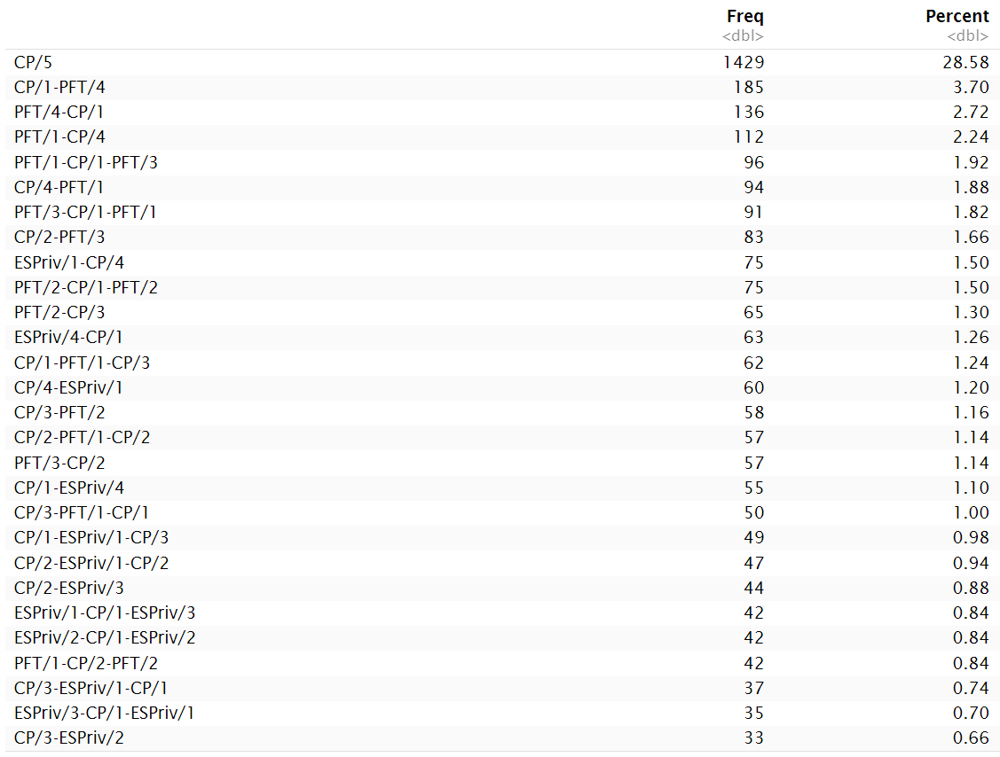 Freq Percent
<dbl> <dbl>
CP/5 1429 28.58
CP/1-PFT/4 185 3.70
PFT/4-CP/1 136 2.72
PFT/1-CP/4 112 2.24
PFT/1-CP/1-PFT/3 96 1.92
CP/4-PFT/1 94 1.88
PFT/3-CP/1-PFT/1 91 1.82
CP/2-PFT/3 83 1.66
ESPriv/1-CP/4 75 1.50
PFT/2-CP/1-PFT/2 75 1.50
PFT/2-CP/3 65 1.30
ESPriv/4-CP/1 63 1.26
CP/1-PFT/1-CP/3 62 1.24
CP/4-ESPriv/1 60 1.20
CP/3-PFT/2 58 1.16
CP/2-PFT/1-CP/2 57 1.14
PFT/3-CP/2 57 1.14
CP/1-ESPriv/4 55 1.10
CP/3-PFT/1-CP/1 50 1.00
CP/1-ESPriv/1-CP/3 49 0.98
CP/2-ESPriv/1-CP/2 47 0.94
CP/2-ESPriv/3 44 0.88
ESPriv/1-CP/1-ESPriv/3 42 0.84
ESPriv/2-CP/1-ESPriv/2 42 0.84
PFT/1-CP/2-PFT/2 42 0.84
CP/3-ESPriv/1-CP/1 37 0.74
ESPriv/3-CP/1-ESPriv/1 35 0.70
CP/3-ESPriv/2 33 0.66